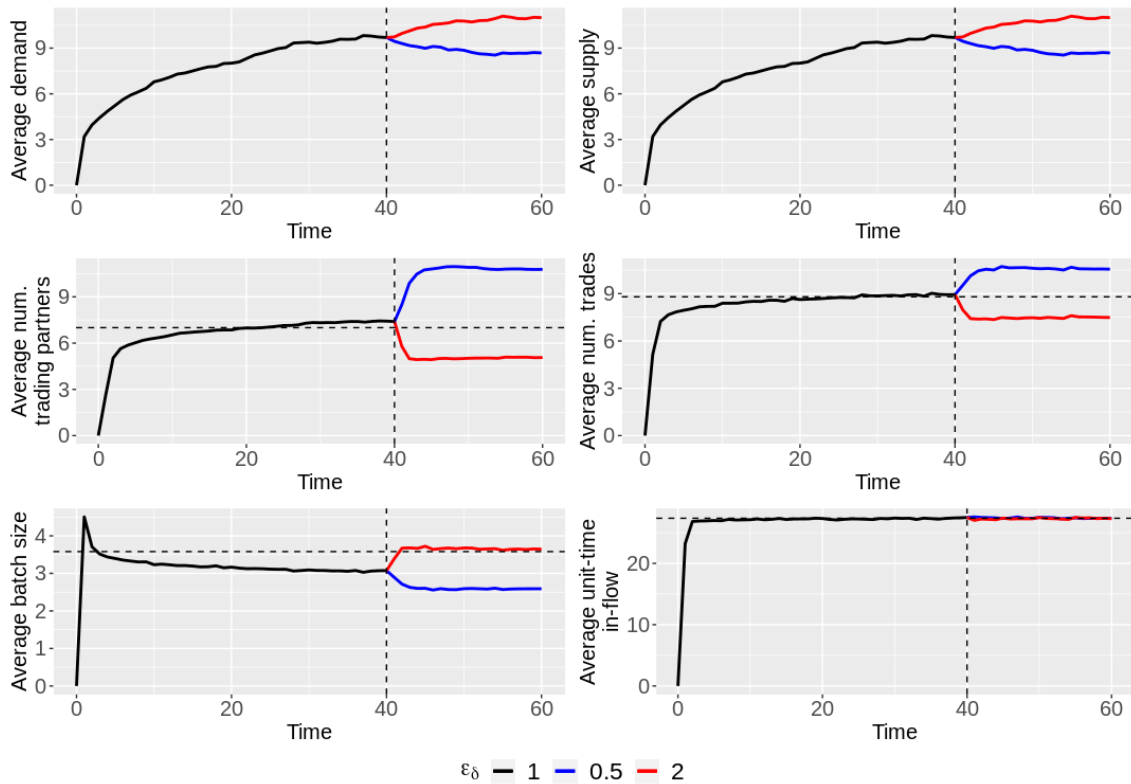 Average demand
9
6
3
0
0 20 40 60
Time
Average supply
9
6
3
0
0 20 40 60
Time
Average num.
trading partners
9
6
3
0
0 20 40 60
Time
Average num. trades
9
6
3
0
0 20 40 60
Time
Average batch size
4
3
2
1
0
0 20 40 60
Time
Average unit-time
in-flow
20
10
0
0 20 40 60
Time
εδ 1 0.5 2